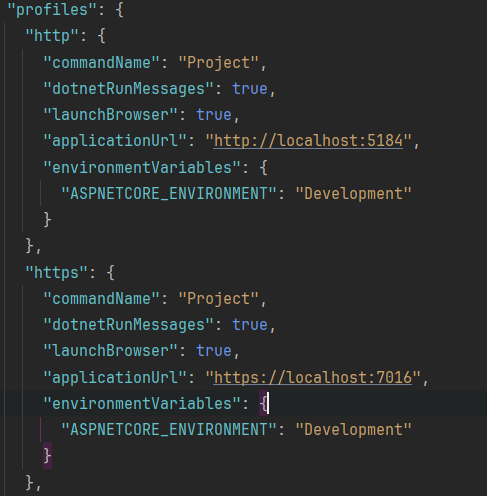 "profiles": {
"http": {
"commandName": "Project",
"dotnetRunMessages": true,
"launchBrowser": true,
"applicationUrl": "http://localhost:5184",
"environmentVariables": {
"ASPNETCORE_ENVIRONMENT": "Development"
}
},
"https": {
"commandName": "Project",
"dotnetRunMessages": true,
"launchBrowser": true,
"applicationUrl": "https://localhost:7016",
"environmentVariables": {
"ASPNETCORE_ENVIRONMENT": "Development"
}
},